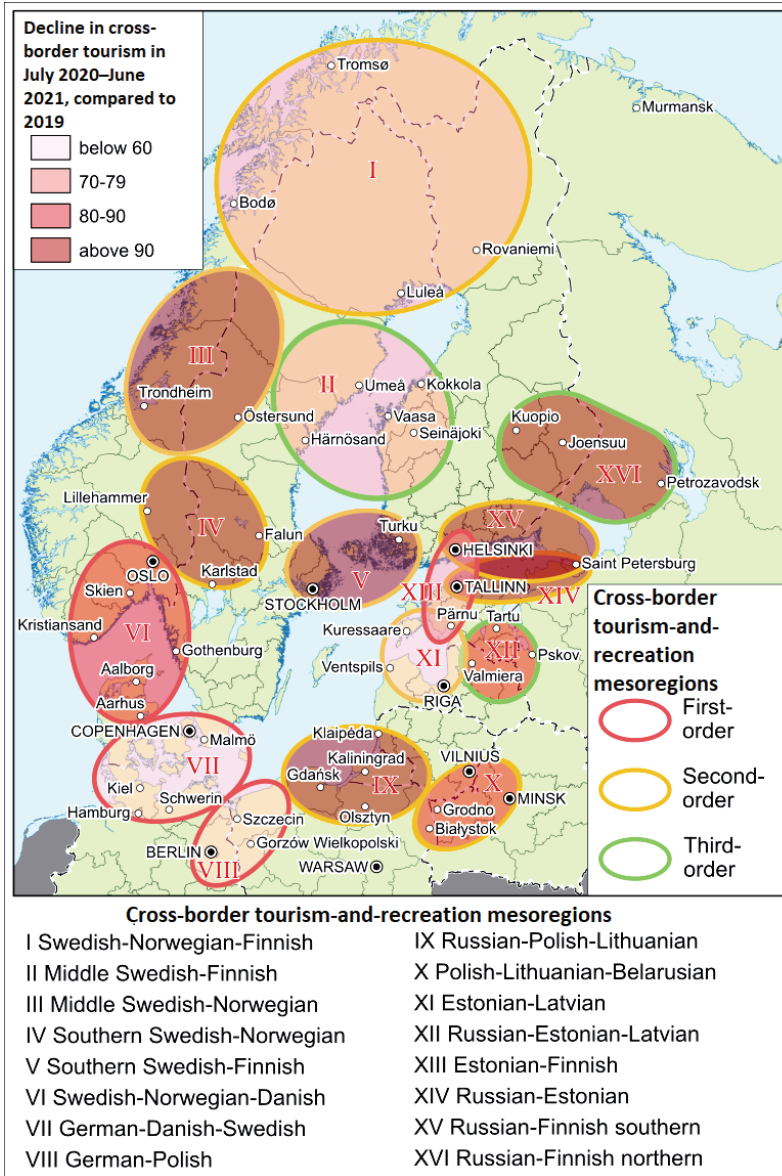 Decline in cross-
border tourism in
July 2020–June
2021, compared to
2019
below 60
70-79
80-90
above 90
Tromsø
Murmansk
I
Bodø
Rovaniemi
Luleå
III
II
Umeå
Kokkola
Trondheim
Östersund
Vaasa
Härnösand
Seinäjoki
Kuopio
Joensuu
XVI
Petrozavodsk
Lillehammer
IV
Falun
Turku
XV
HELSINKI
Saint Petersburg
OSLO
Karlstad
V
STOCKHOLM
XIII
TALLINN
XIV
Skien
Kristiansand
VI
Gothenburg
Pärnu
Kuressaare
Tartu
XI
XII
Pskov
Ventspils
Valmiera
RIGA
Aalborg
Aarhus
COPENHAGEN
Malmö
VII
Klaipėda
Kaliningrad
VILNIUS
Kiel
Schwerin
Gdańsk
IX
X
MINSK
Hamburg
Szczecin
Olsztyn
Grodno
Białystok
BERLIN
VIII
Gorzów Wielkopolski
WARSAW
Cross-border
tourism-and-
recreation
mesoregions
First-
order
Second-
order
Third-
order
Cross-border tourism-and-recreation mesoregions
I Swedish-Norwegian-Finnish
II Middle Swedish-Finnish
III Middle Swedish-Norwegian
IV Southern Swedish-Norwegian
V Southern Swedish-Finnish
VI Swedish-Norwegian-Danish
VII German-Danish-Swedish
VIII German-Polish
IX Russian-Polish-Lithuanian
X Polish-Lithuanian-Belarusian
XI Estonian-Latvian
XII Russian-Estonian-Latvian
XIII Estonian-Finnish
XIV Russian-Estonian
XV Russian-Finnish southern
XVI Russian-Finnish northern